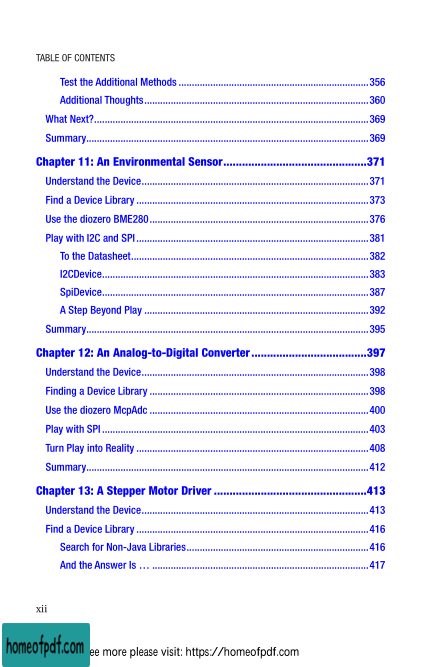 TABLE OF CONTENTS
Test the Additional Methods ........................................................................ 356
Additional Thoughts..................................................................................... 360
What Next?........................................................................................................ 369
Summary........................................................................................................... 369
Chapter 11: An Environmental Sensor..............................................371
Understand the Device...................................................................................... 371
Find a Device Library ........................................................................................ 373
Use the diozero BME280................................................................................... 376
Play with I2C and SPI........................................................................................ 381
To the Datasheet.......................................................................................... 382
I2CDevice..................................................................................................... 383
SpiDevice..................................................................................................... 387
A Step Beyond Play ..................................................................................... 392
Summary........................................................................................................... 395
Chapter 12: An Analog-to-Digital Converter.....................................397
Understand the Device...................................................................................... 398
Finding a Device Library ................................................................................... 398
Use the diozero McpAdc ................................................................................... 400
Play with SPI ..................................................................................................... 403
Turn Play into Reality ........................................................................................ 408
Summary........................................................................................................... 412
Chapter 13: A Stepper Motor Driver .................................................413
Understand the Device...................................................................................... 413
Find a Device Library ........................................................................................ 416
Search for Non-Java Libraries..................................................................... 416
And the Answer Is … .................................................................................. 417
xii
homeofpdf.com ee more please visit: https://homeofpdf.com